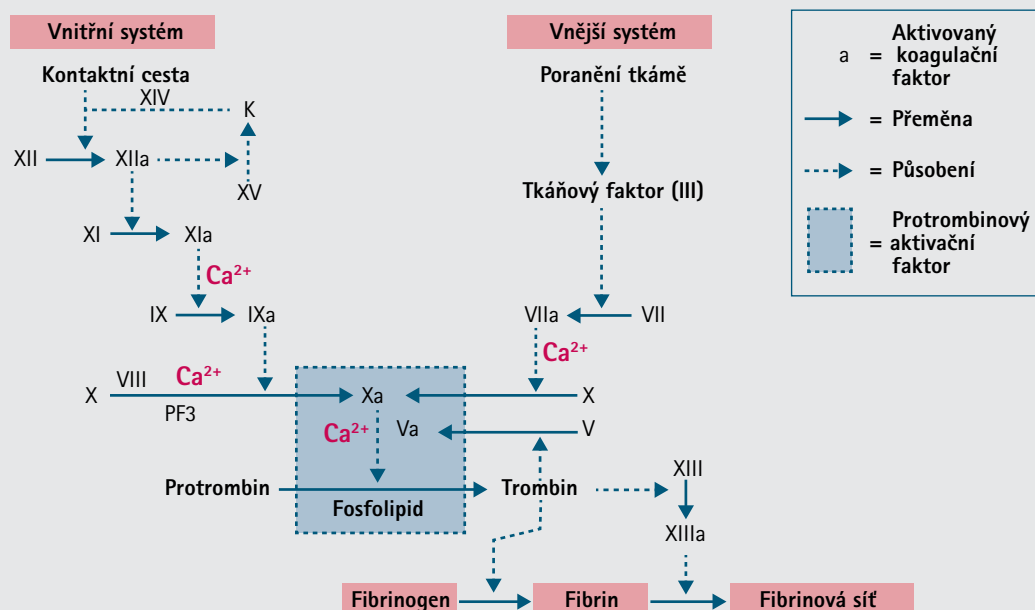 Vnitřní systém
Vnější systém
Kontaktní cesta
Poranění tkámě
XIV
K
XII
XIIa
XV
Tkáňový faktor (III)
XI
XIa
Ca²⁺
IX
IXa
VIIa
VII
Ca²⁺
X
VIII
Ca²⁺
PF3
Xa
X
Ca²⁺
Va
V
Protrombin
Fosfolipid
Trombin
XIII
XIIIa
Fibrinogen
Fibrin
Fibrinová síť
Aktivovaný
a = koagulační
faktor
= Přeměna
= Působení
Protrombinový
= aktivační
faktor